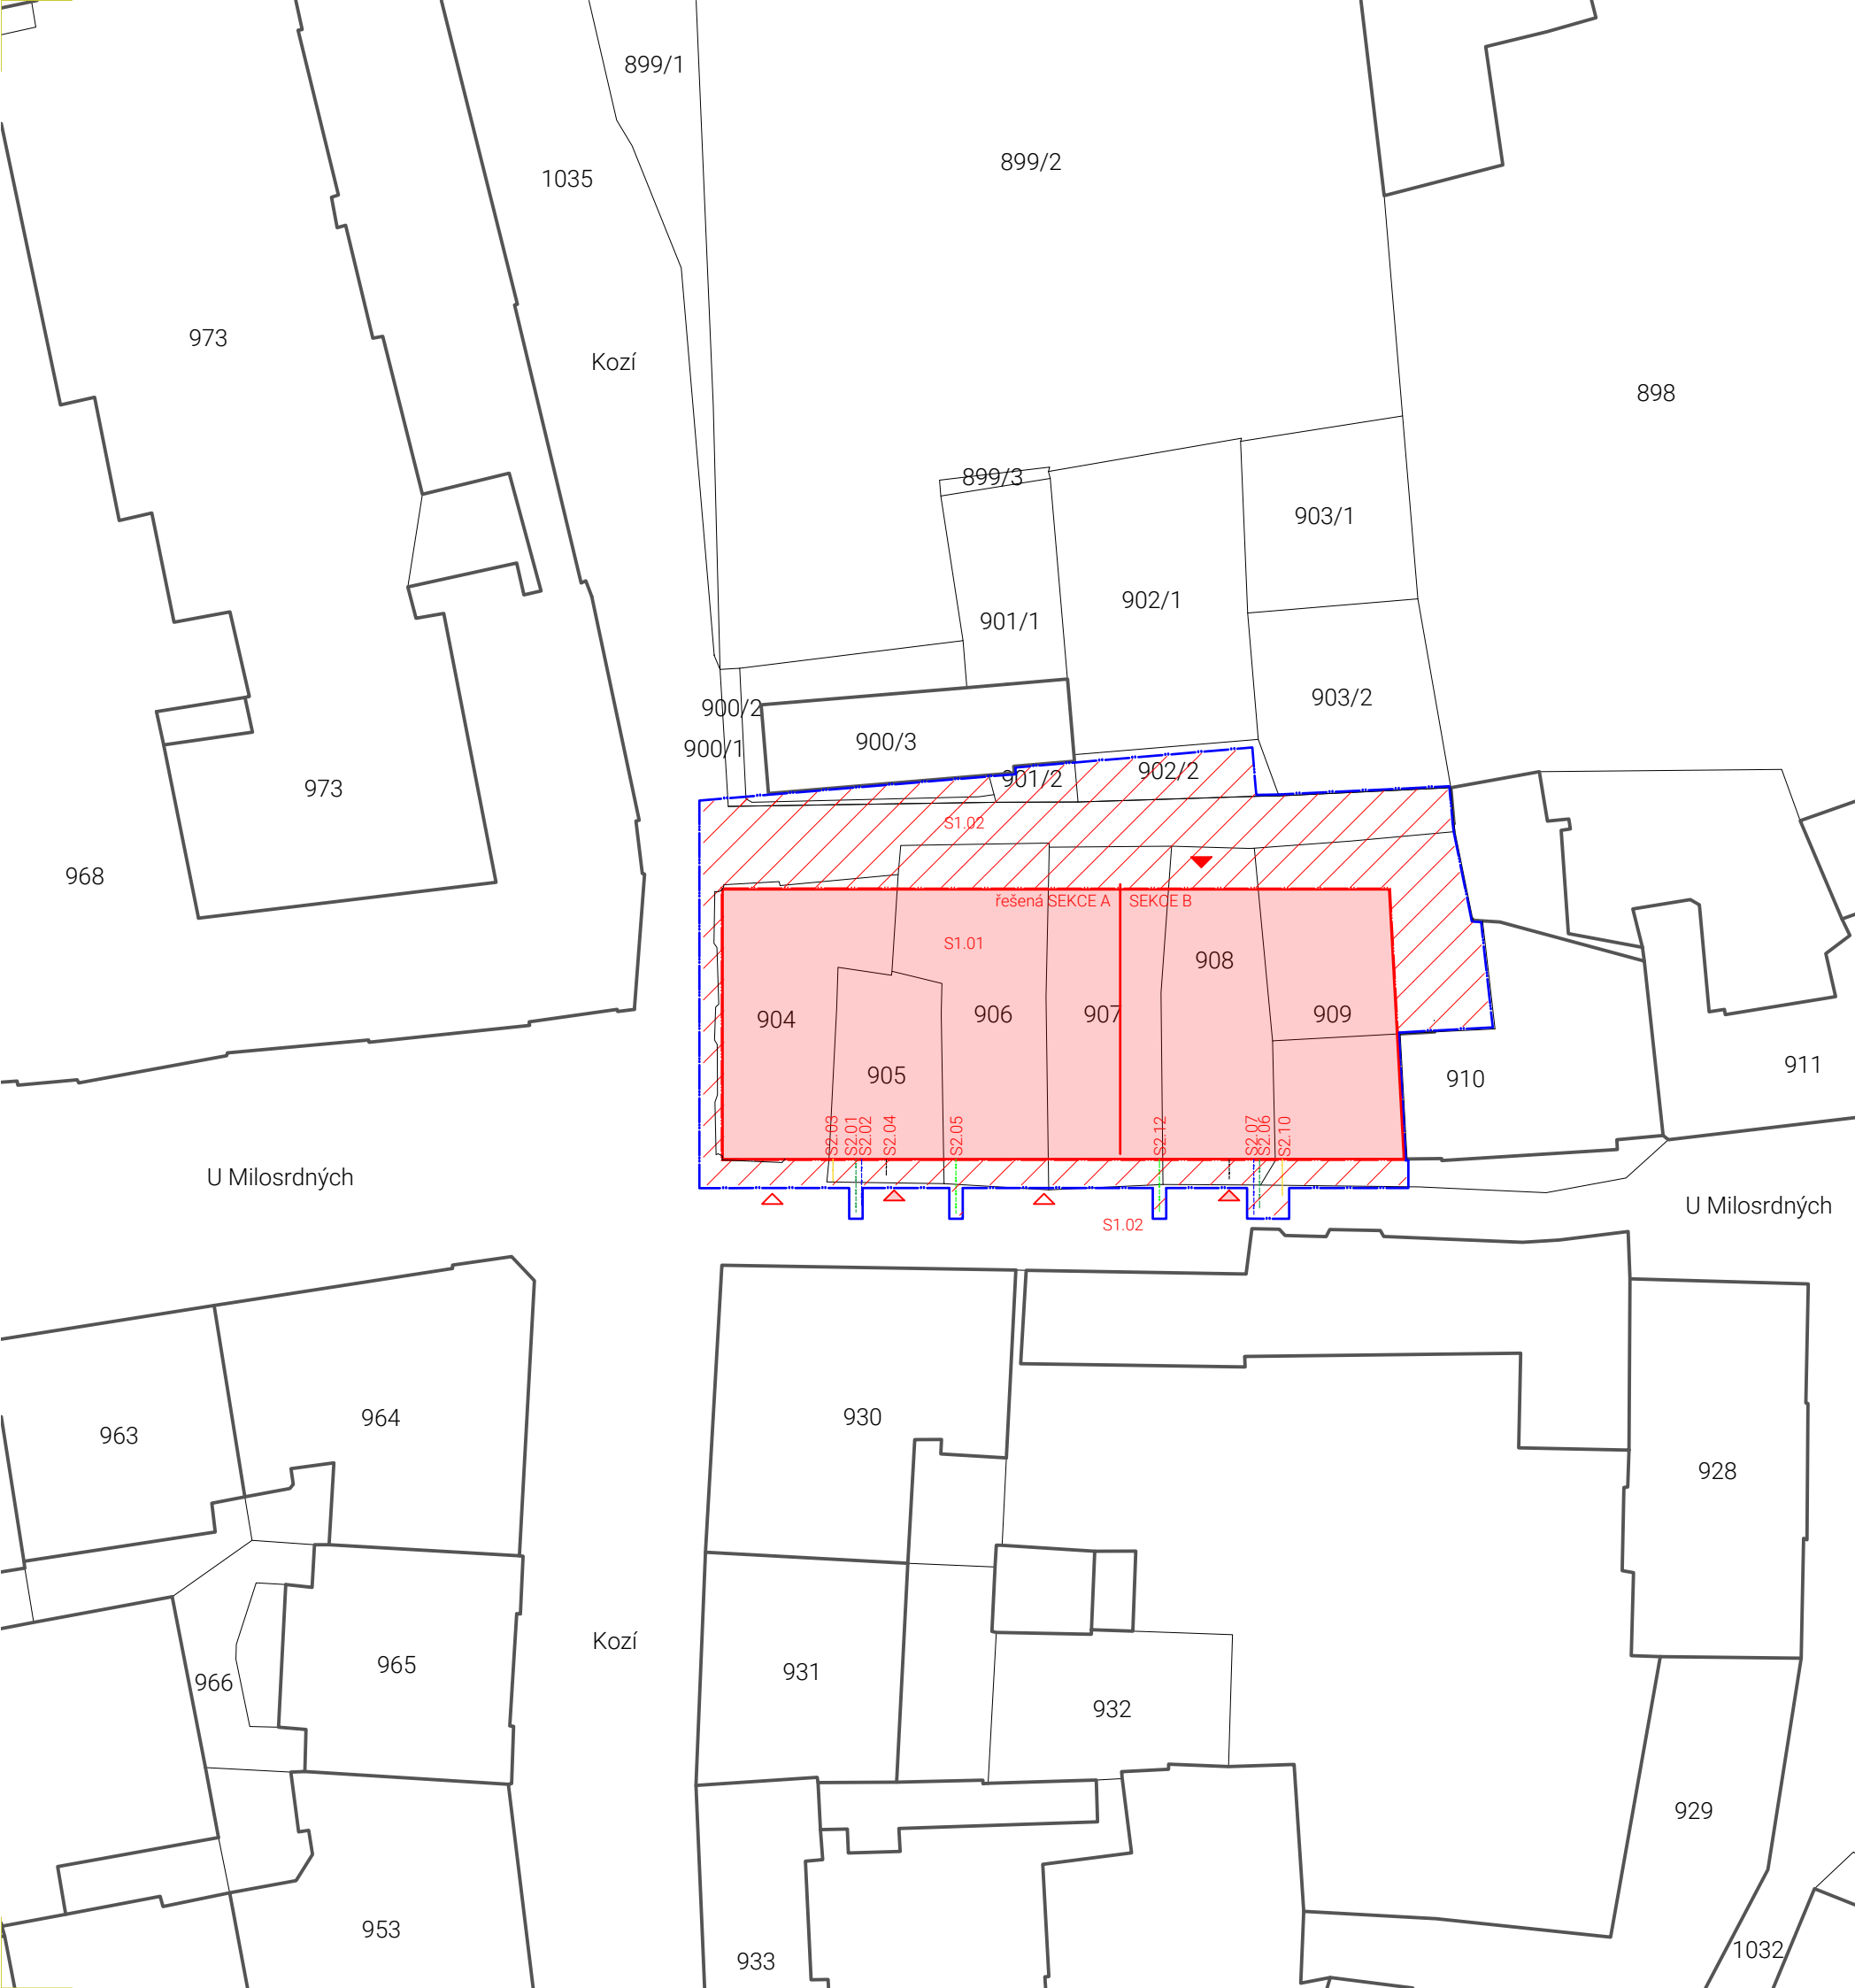 899/1
899/2
1035
973
Kozí
898
899/3
903/1
902/1
901/1
903/2
900/2
900/1
900/3
902/2
901/2
973
S1.02
968
řešená SEKCE A
SEKCE B
S1.01
908
904
906
907
909
905
910
911
S2.03
S2.01
S2.02
S2.04
S2.05
S2.12
S2.07
S2.06
S2.10
U Milosrdných
U Milosrdných
S1.02
930
964
963
928
Kozí
965
931
966
932
929
953
1032
933